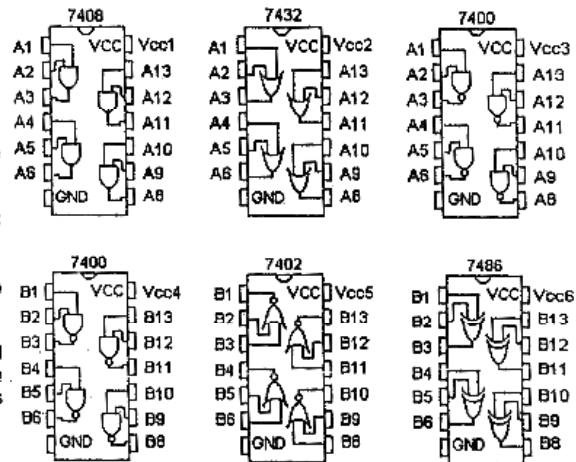 7408
A1 VCC Vcc1
A2 A13
A3 A12
A4 A11
A5 A10
A6 A9
GND A8
7432
A1 VCC Vcc2
A2 A13
A3 A12
A4 A11
A5 A10
A6 A9
GND A8
7400
A1 VCC Vcc3
A2 A13
A3 A12
A4 A11
A5 A10
A6 A9
GND A8
7400
B1 VCC Vcc4
B2 B13
B3 B12
B4 B11
B5 B10
B6 B9
GND B8
7402
B1 VCC Vcc5
B2 B13
B3 B12
B4 B11
B5 B10
B6 B9
GND B8
7486
B1 VCC Vcc6
B2 B13
B3 B12
B4 B11
B5 B10
B6 B9
GND B8